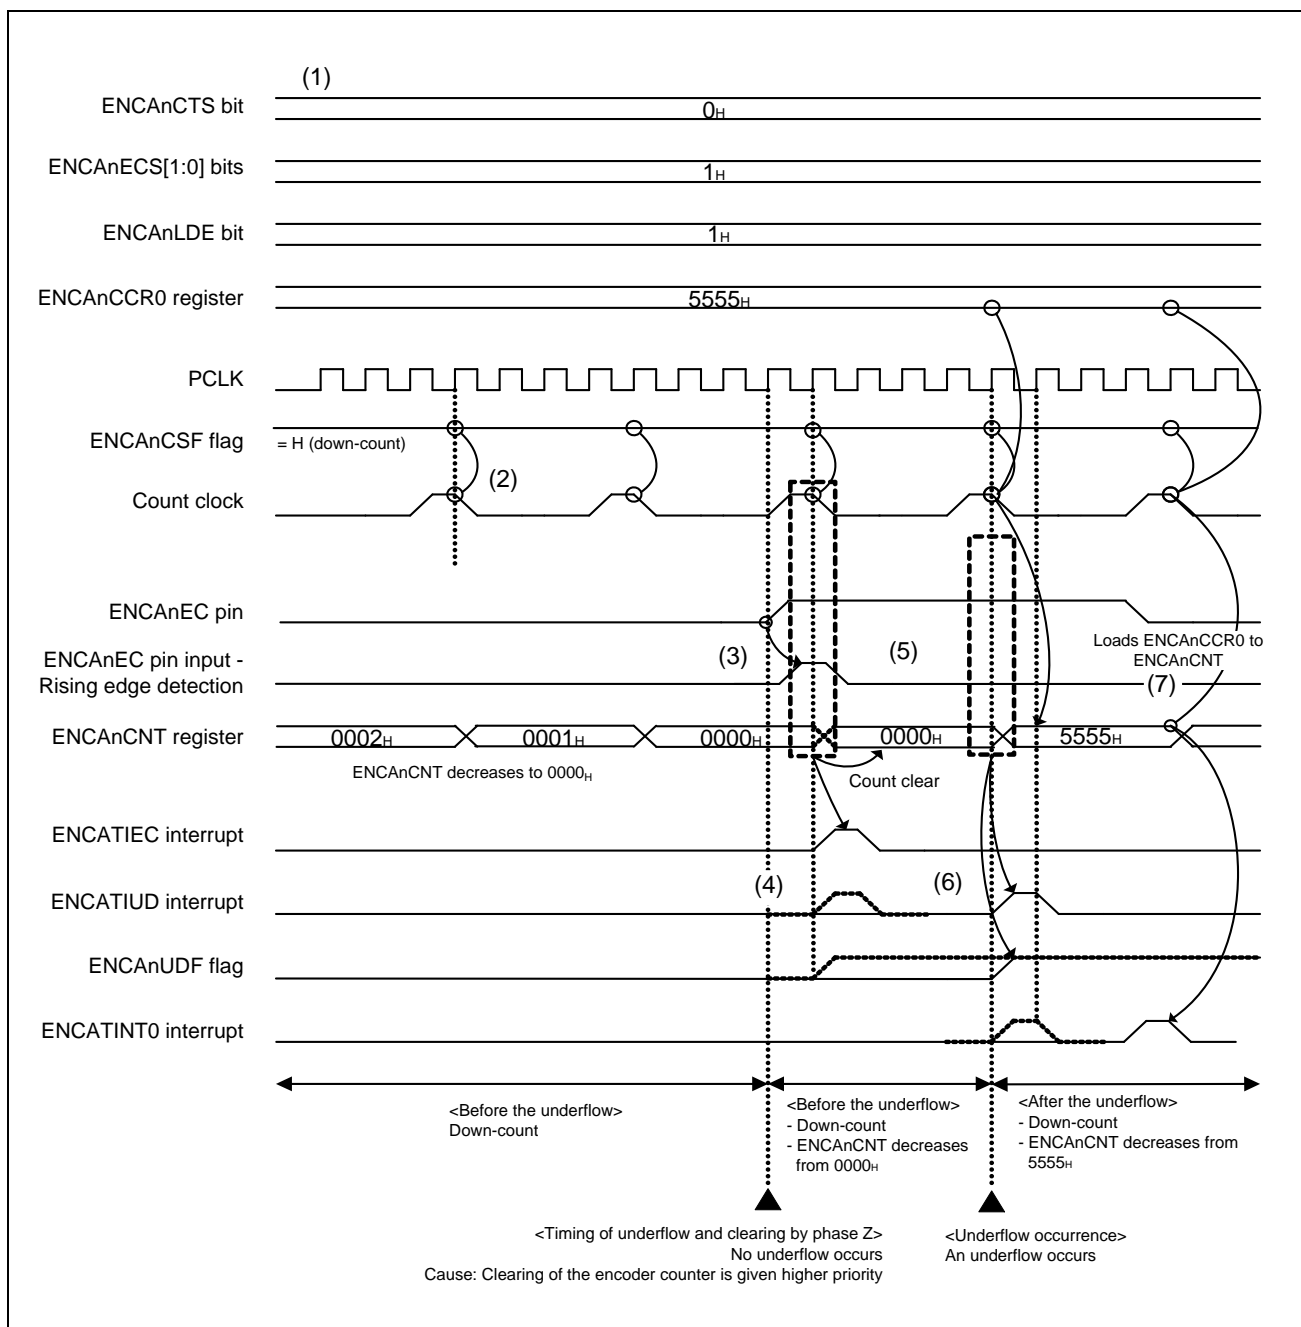 (1)
ENCAnCTS bit
0H
ENCAnECS[1:0] bits
1H
ENCAnLDE bit
1H
ENCAnCCR0 register
5555H
PCLK
ENCAnCSF flag
= H (down-count)
(2)
Count clock
ENCAnEC pin
ENCAnEC pin input -
Rising edge detection
(3)
(5)
Loads ENCAnCCR0 to
ENCAnCNT
(7)
ENCAnCNT register
0002H
0001H
0000H
0000H
5555H
ENCAnCNT decreases to 0000H
Count clear
ENCATIEC interrupt
(4)
(6)
ENCATIUD interrupt
ENCAnUDF flag
ENCATINT0 interrupt
<Before the underflow>
Down-count
<Before the underflow>
- Down-count
- ENCAnCNT decreases
from 0000H
<After the underflow>
- Down-count
- ENCAnCNT decreases from
5555H
<Timing of underflow and clearing by phase Z>
No underflow occurs
Cause: Clearing of the encoder counter is given higher priority
<Underflow occurrence>
An underflow occurs